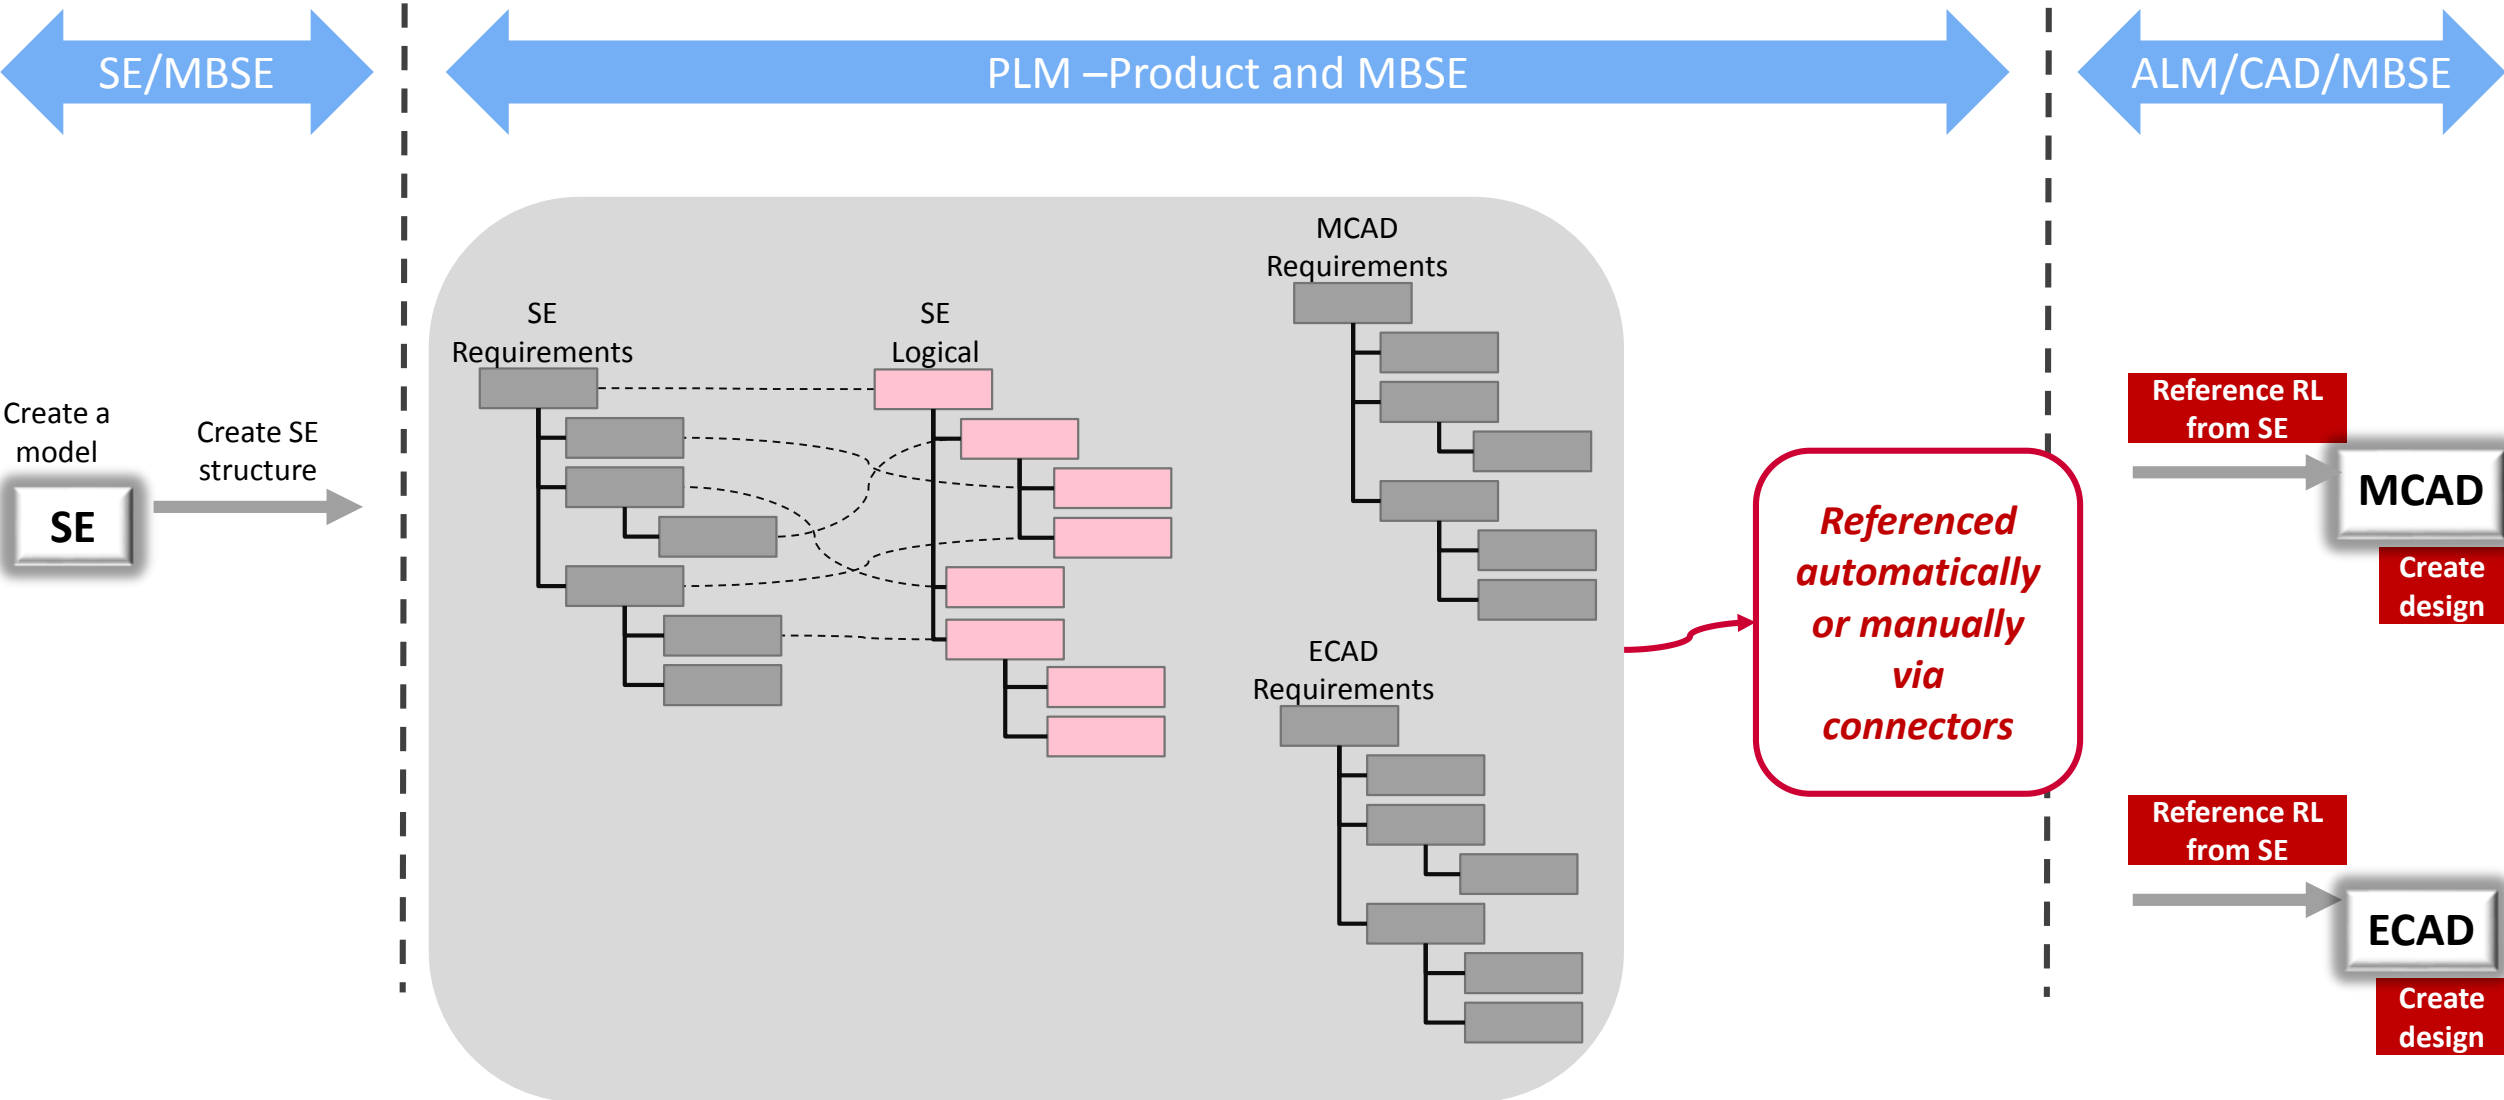 SE/MBSE
PLM –Product and MBSE
ALM/CAD/MBSE
Create a
model
SE
Create SE
structure
SE
Requirements
SE
Logical
MCAD
Requirements
ECAD
Requirements
Referenced
automatically
or manually
via
connectors
Reference RL
from SE
MCAD
Create
design
Reference RL
from SE
ECAD
Create
design